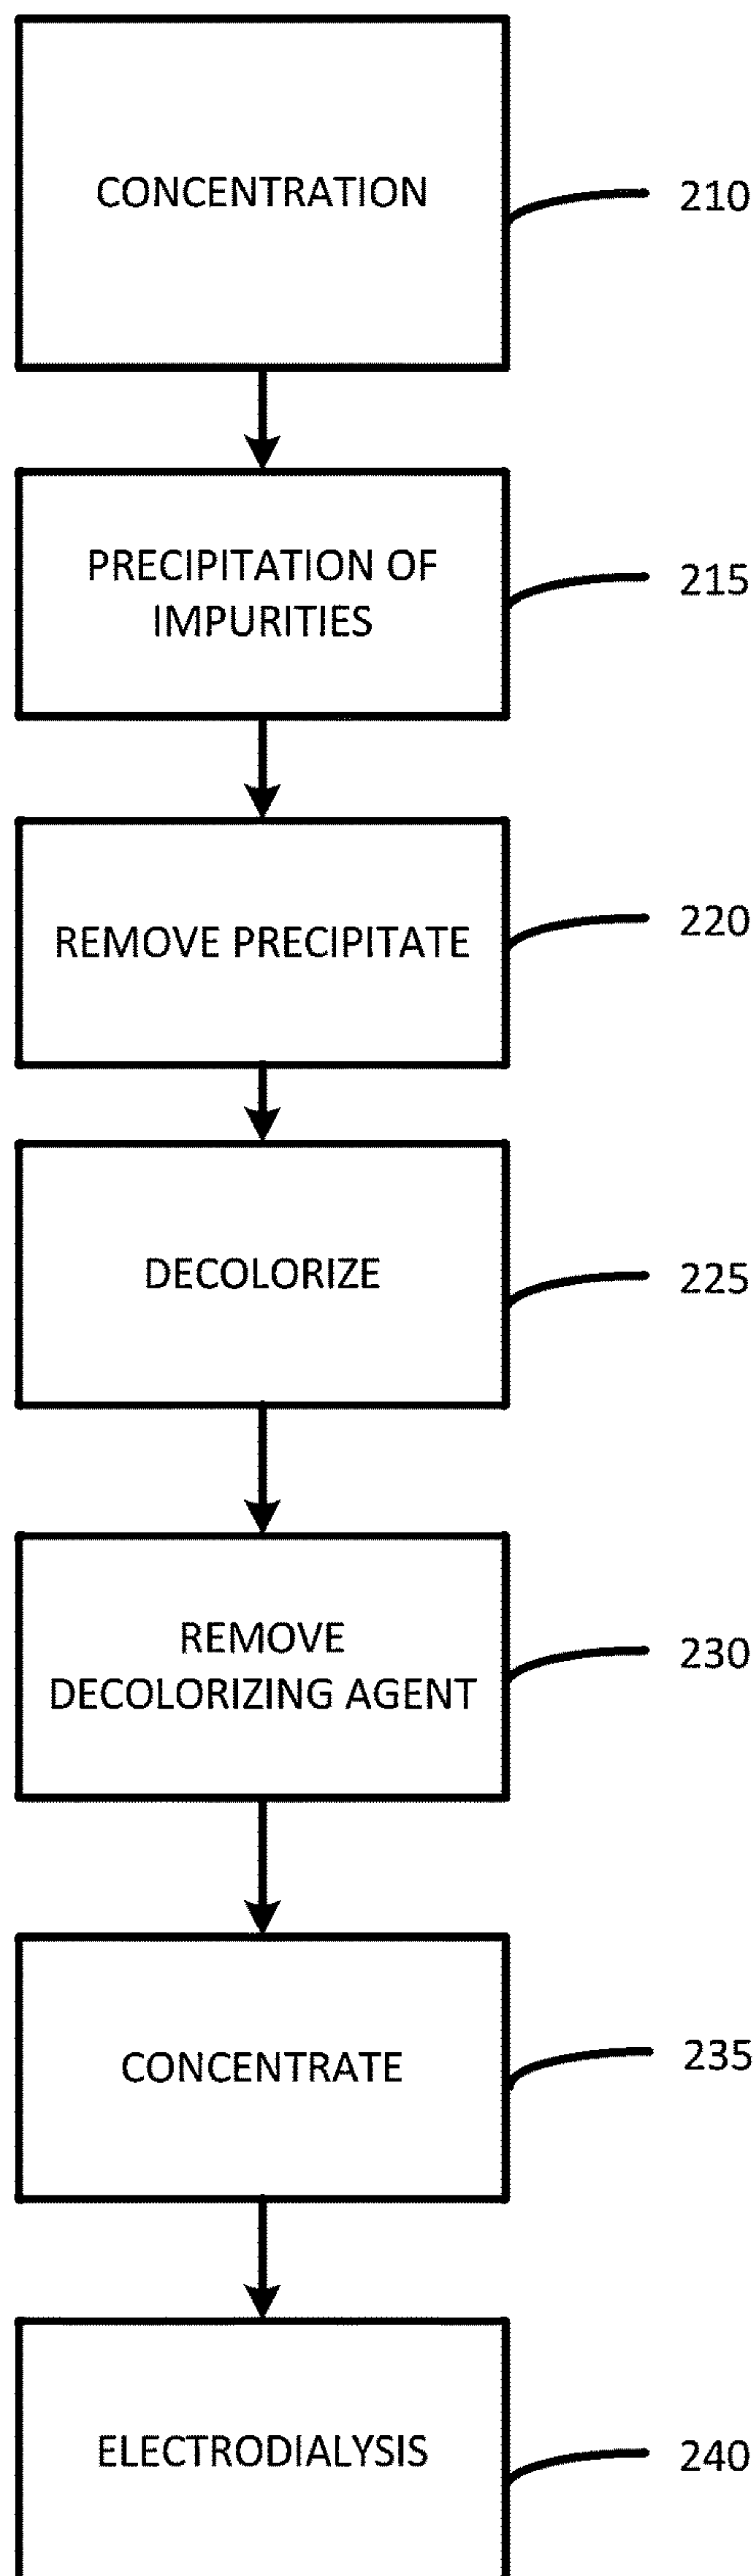 CONCENTRATION
210
PRECIPITATION OF
IMPURITIES
215
REMOVE PRECIPITATE
220
DECOLORIZE
225
REMOVE
DECOLORIZING AGENT
230
CONCENTRATE
235
ELECTRODIALYSIS
240